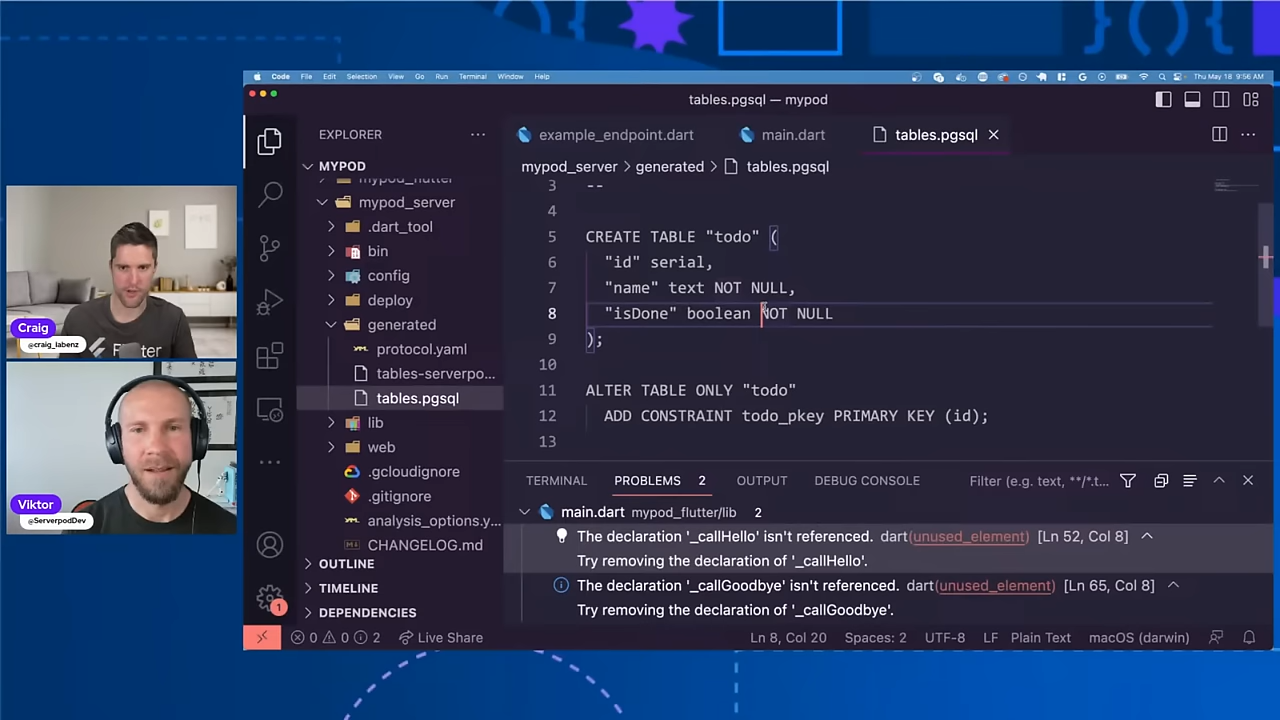 Code File Edit Selection View Go Run Terminal Window Help
Thu May 18 9:56 AM
tables.pgsql — mypod
EXPLORER
MYPOD
mypod_flutter
mypod_server
.dart_tool
bin
config
deploy
generated
protocol.yaml
tables-serverpo...
tables.pgsql
lib
web
.gcloudignore
.gitignore
analysis_options.y...
CHANGELOG.md
OUTLINE
TIMELINE
DEPENDENCIES
1
example_endpoint.dart main.dart tables.pgsql
mypod_server > generated > tables.pgsql
3 --
4
5 CREATE TABLE "todo" (
6 "id" serial,
7 "name" text NOT NULL,
8 "isDone" boolean NOT NULL
9 );
10
11 ALTER TABLE ONLY "todo"
12 ADD CONSTRAINT todo_pkey PRIMARY KEY (id);
13
TERMINAL PROBLEMS 2 OUTPUT DEBUG CONSOLE Filter (e.g. text, **/*.t...
main.dart mypod_flutter/lib 2
The declaration '_callHello' isn't referenced. dart(unused_element) [Ln 52, Col 8]
Try removing the declaration of '_callHello'.
The declaration '_callGoodbye' isn't referenced. dart(unused_element) [Ln 65, Col 8]
Try removing the declaration of '_callGoodbye'.
0 0 2 Live Share Ln 8, Col 20 Spaces: 2 UTF-8 LF Plain Text macOS (darwin)
Craig
@craig_labenz
Viktor
@ServerpodDev